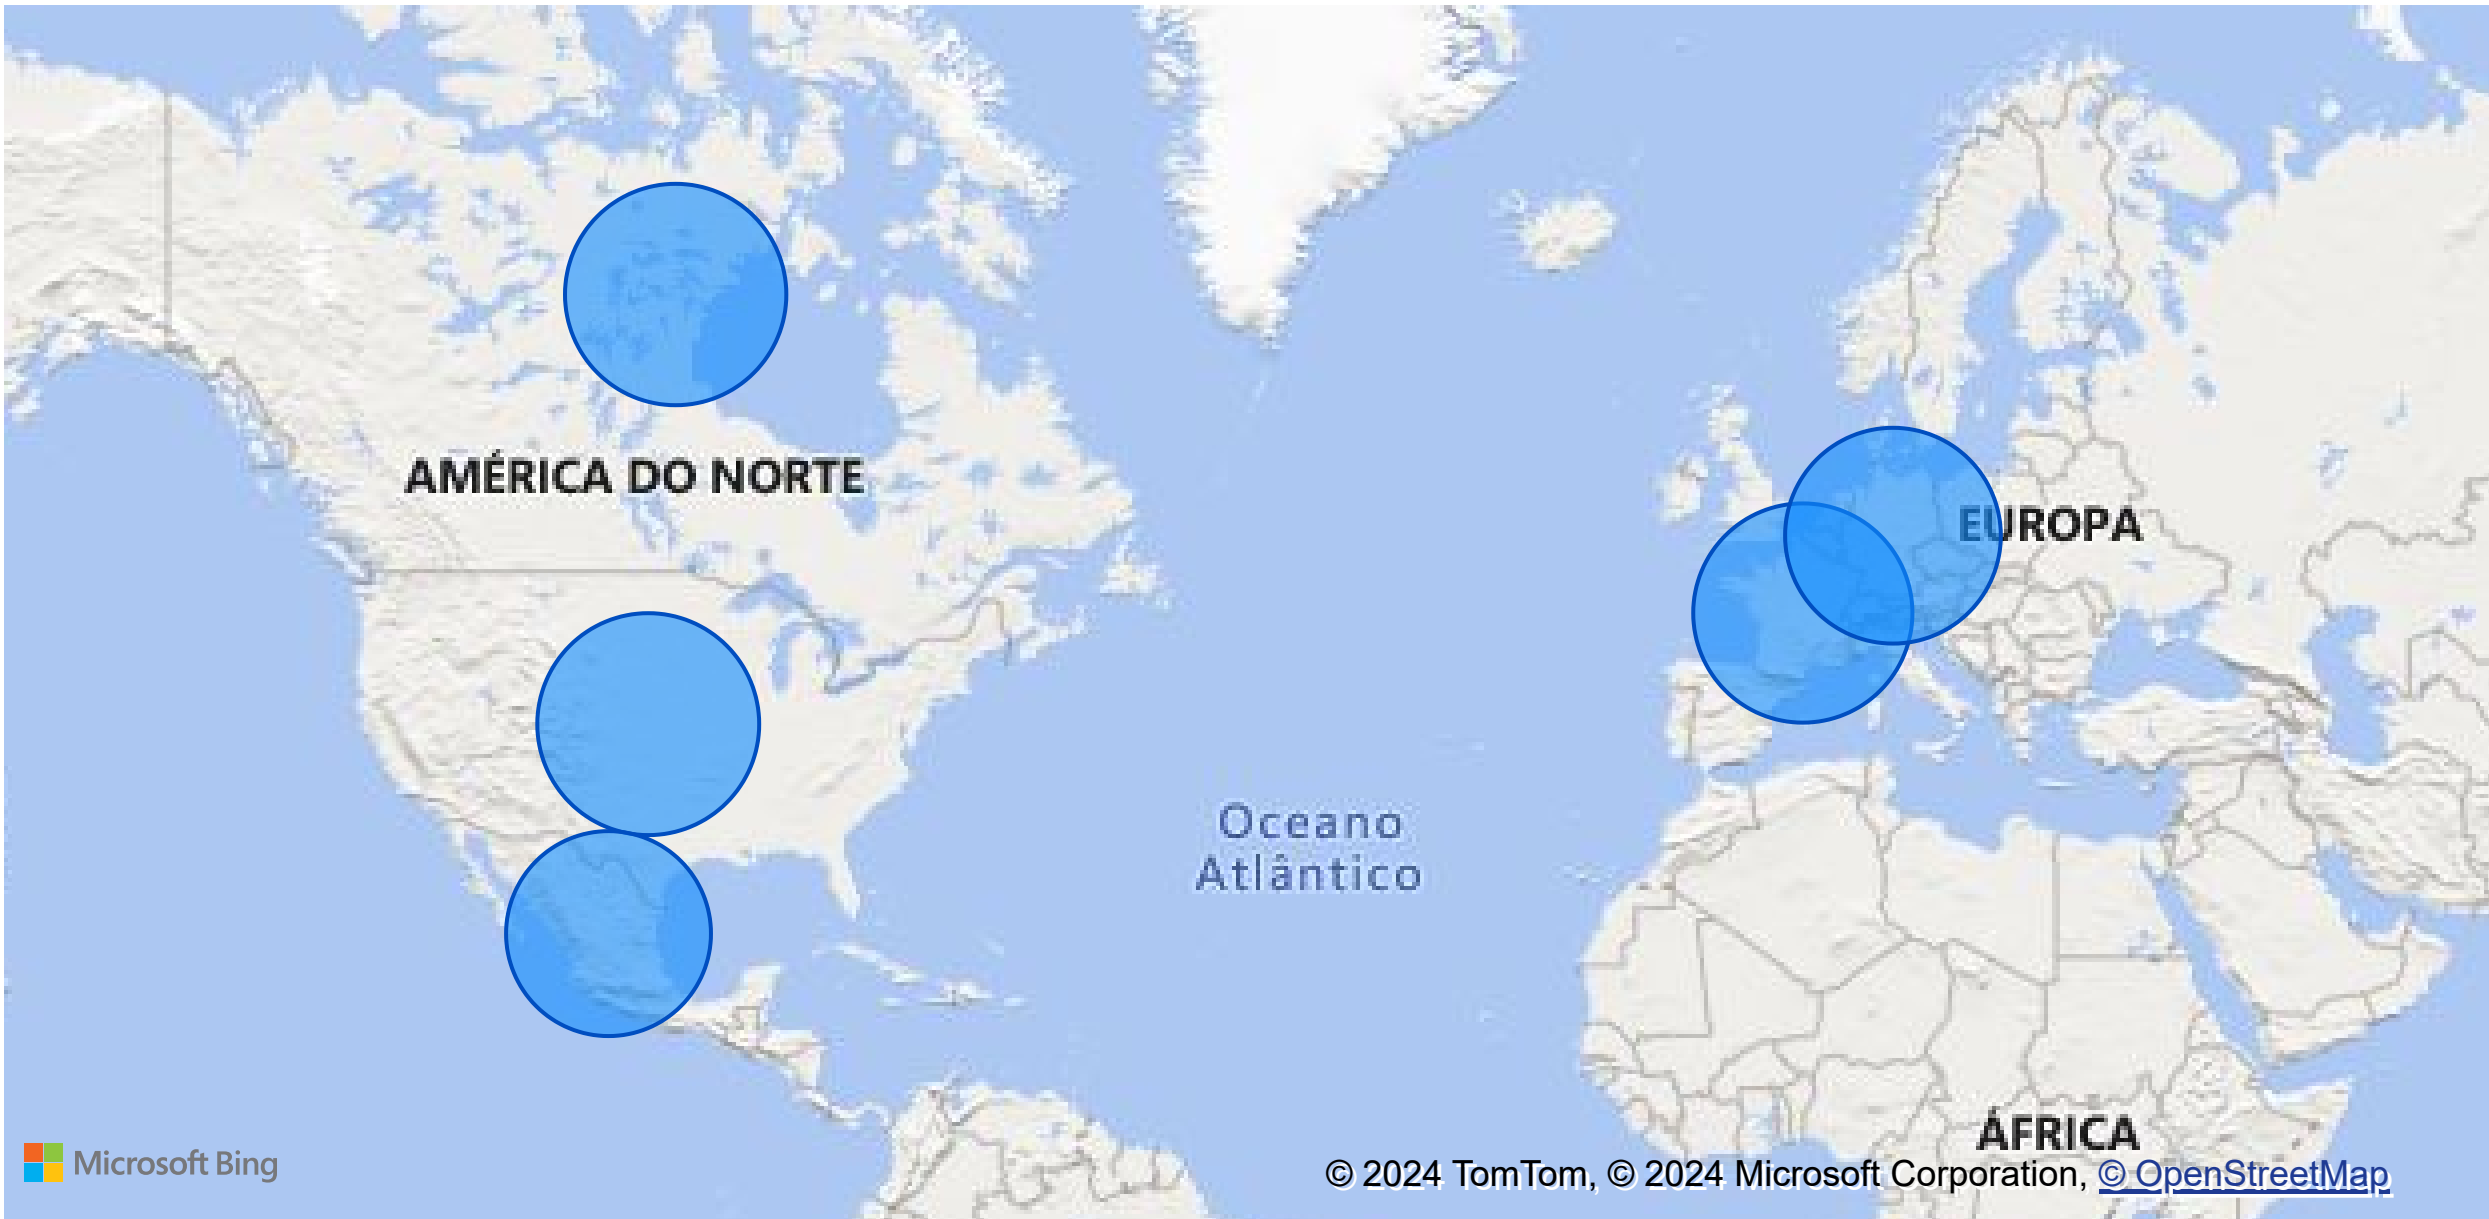 AMÉRICA DO NORTE
EUROPA
Oceano
Atlântico
ÁFRICA
Microsoft Bing
© 2024 TomTom, © 2024 Microsoft Corporation, © OpenStreetMap